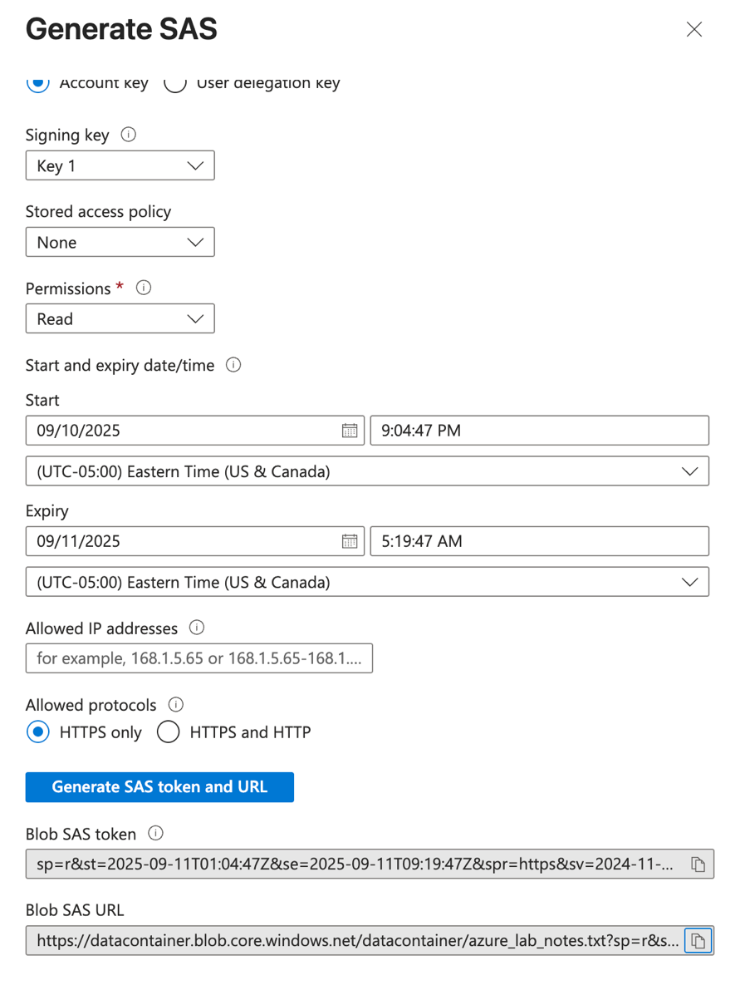 Generate SAS
Account key User delegation key
Signing key
Key 1
Stored access policy
None
Permissions *
Read
Start and expiry date/time
Start
09/10/2025 9:04:47 PM
(UTC-05:00) Eastern Time (US & Canada)
Expiry
09/11/2025 5:19:47 AM
(UTC-05:00) Eastern Time (US & Canada)
Allowed IP addresses
for example, 168.1.5.65 or 168.1.5.65-168.1....
Allowed protocols
HTTPS only HTTPS and HTTP
Generate SAS token and URL
Blob SAS token
sp=r&st=2025-09-11T01:04:47Z&se=2025-09-11T09:19:47Z&spr=https&sv=2024-11-...
Blob SAS URL
https://datacontainer.blob.core.windows.net/datacontainer/azure_lab_notes.txt?sp=r&s...